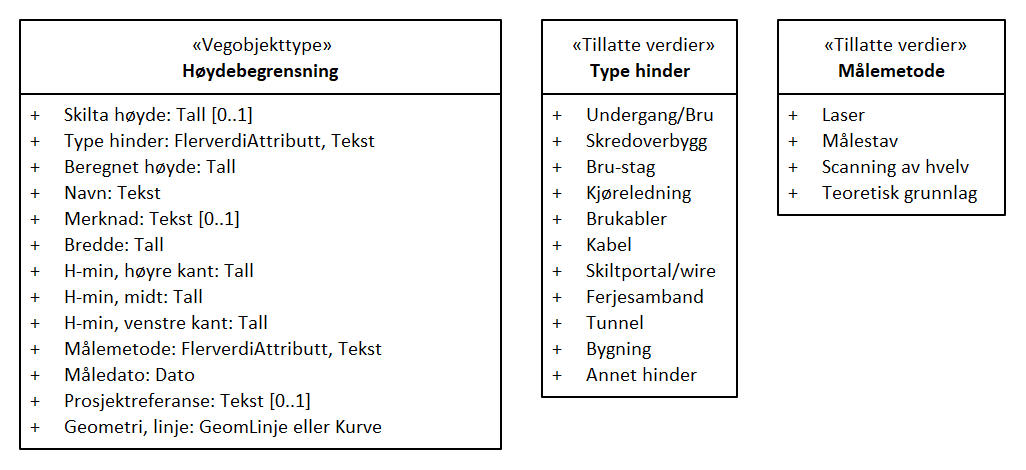 «Vegobjekttype»
Høydebegrensning
+ Skilta høyde: Tall [0..1]
+ Type hinder: FlerverdiAttributt, Tekst
+ Beregnet høyde: Tall
+ Navn: Tekst
+ Merknad: Tekst [0..1]
+ Bredde: Tall
+ H-min, høyre kant: Tall
+ H-min, midt: Tall
+ H-min, venstre kant: Tall
+ Målemetode: FlerverdiAttributt, Tekst
+ Måledato: Dato
+ Prosjektreferanse: Tekst [0..1]
+ Geometri, linje: GeomLinje eller Kurve
«Tillatte verdier»
Type hinder
+ Undergang/Bru
+ Skredoverbygg
+ Bru-stag
+ Kjøreledning
+ Brukabler
+ Kabel
+ Skiltportal/wire
+ Ferjesamband
+ Tunnel
+ Bygning
+ Annet hinder
«Tillatte verdier»
Målemetode
+ Laser
+ Målestav
+ Scanning av hvelv
+ Teoretisk grunnlag